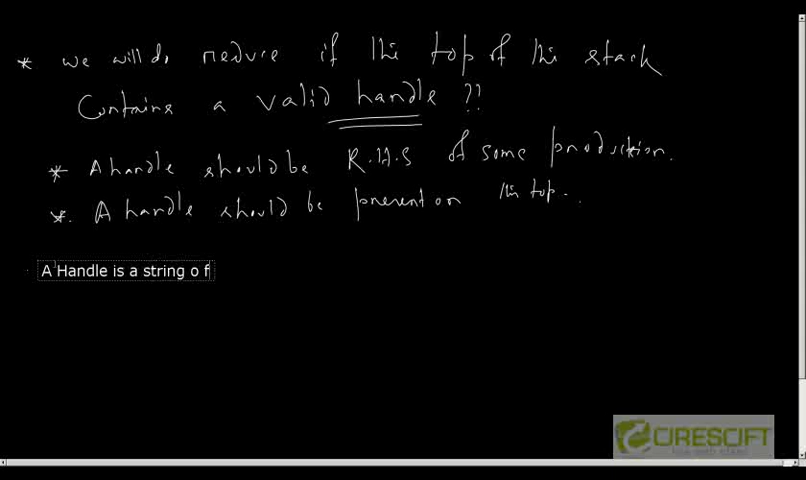 * we will do reduce if the top of the stack
Contains a valid handle ??
* A handle should be R.H.S of some production.
*. A handle should be present on the top.
A Handle is a string o f
CIRESCIFT